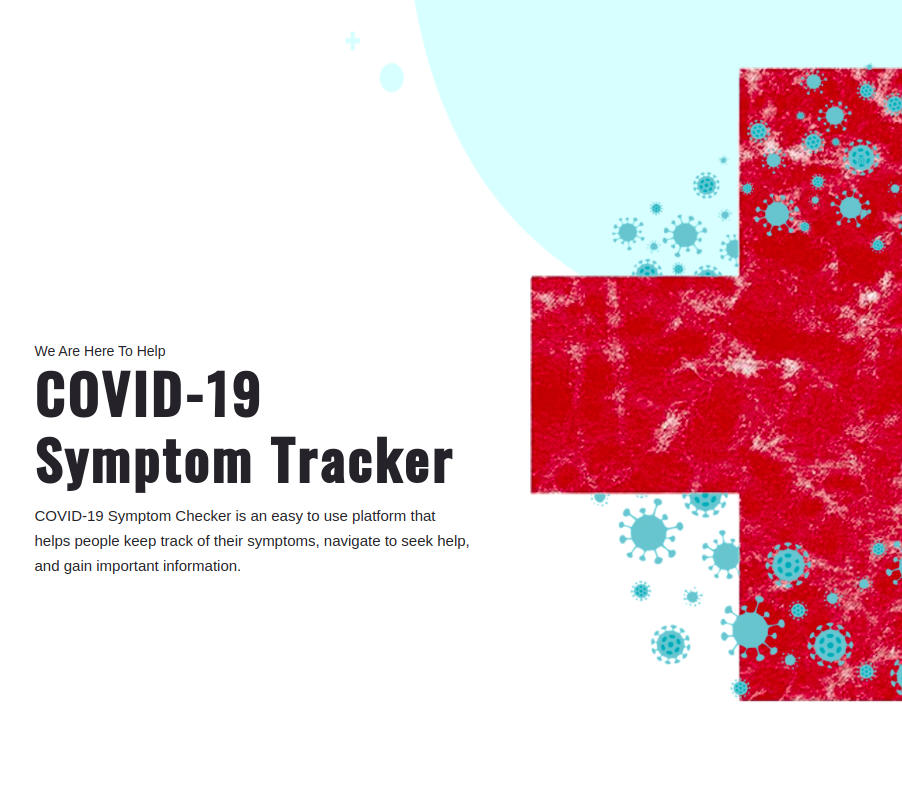 We Are Here To Help
COVID-19
Symptom Tracker
COVID-19 Symptom Checker is an easy to use platform that
helps people keep track of their symptoms, navigate to seek help,
and gain important information.